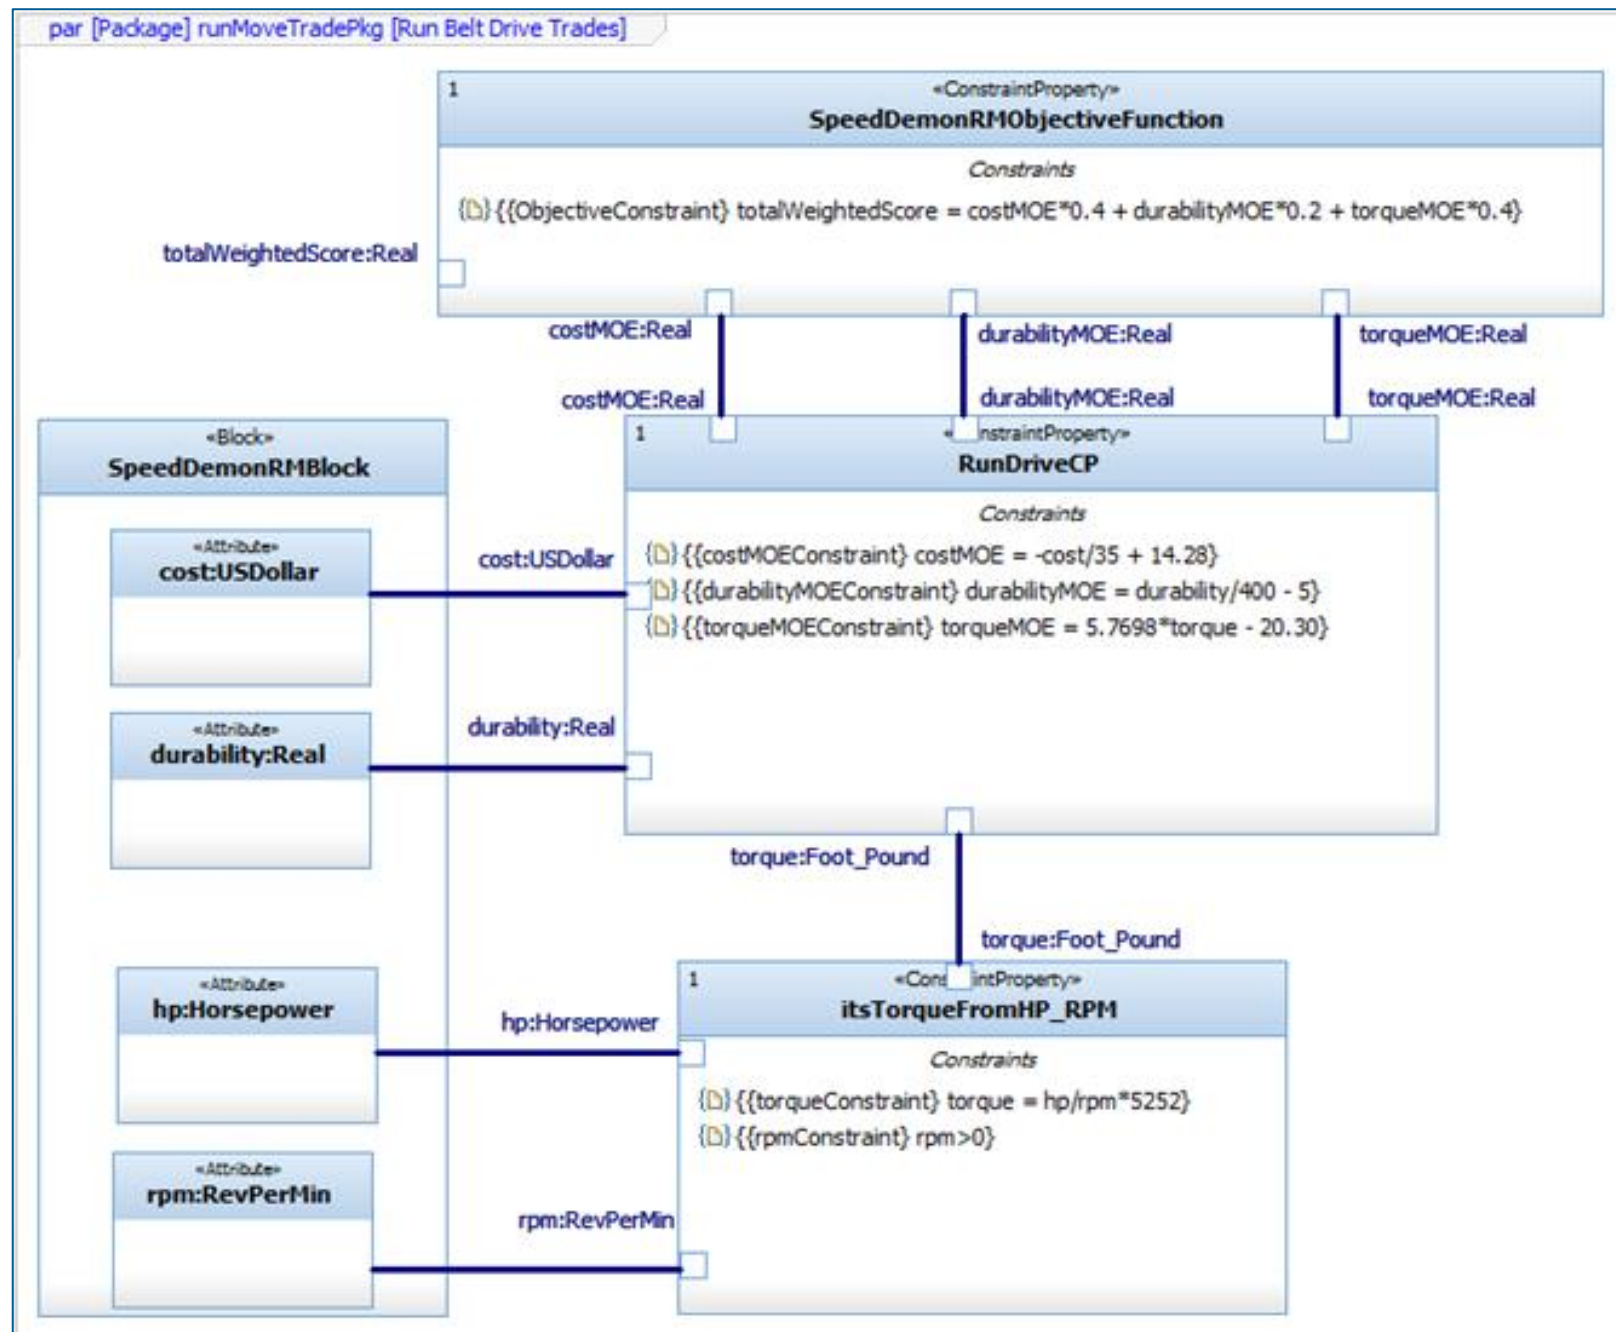 par [Package] runMoveTradePkg [Run Belt Drive Trades]
1
«ConstraintProperty»
SpeedDemonRMObjectiveFunction
Constraints
{{ObjectiveConstraint} totalWeightedScore = costMOE*0.4 + durabilityMOE*0.2 + torqueMOE*0.4}
totalWeightedScore:Real
costMOE:Real
durabilityMOE:Real
torqueMOE:Real
costMOE:Real
durabilityMOE:Real
torqueMOE:Real
«Block»
SpeedDemonRMBlock
«Attribute»
cost:USDollar
«Attribute»
durability:Real
«Attribute»
hp:Horsepower
«Attribute»
rpm:RevPerMin
cost:USDollar
durability:Real
hp:Horsepower
rpm:RevPerMin
1
nstraintProperty»
RunDriveCP
Constraints
{{costMOEConstraint} costMOE = -cost/35 + 14.28}
{{durabilityMOEConstraint} durabilityMOE = durability/400 - 5}
{{torqueMOEConstraint} torqueMOE = 5.7698*torque - 20.30}
torque:Foot_Pound
torque:Foot_Pound
1
«Cons intProperty»
itsTorqueFromHP_RPM
Constraints
{{torqueConstraint} torque = hp/rpm*5252}
{{rpmConstraint} rpm>0}